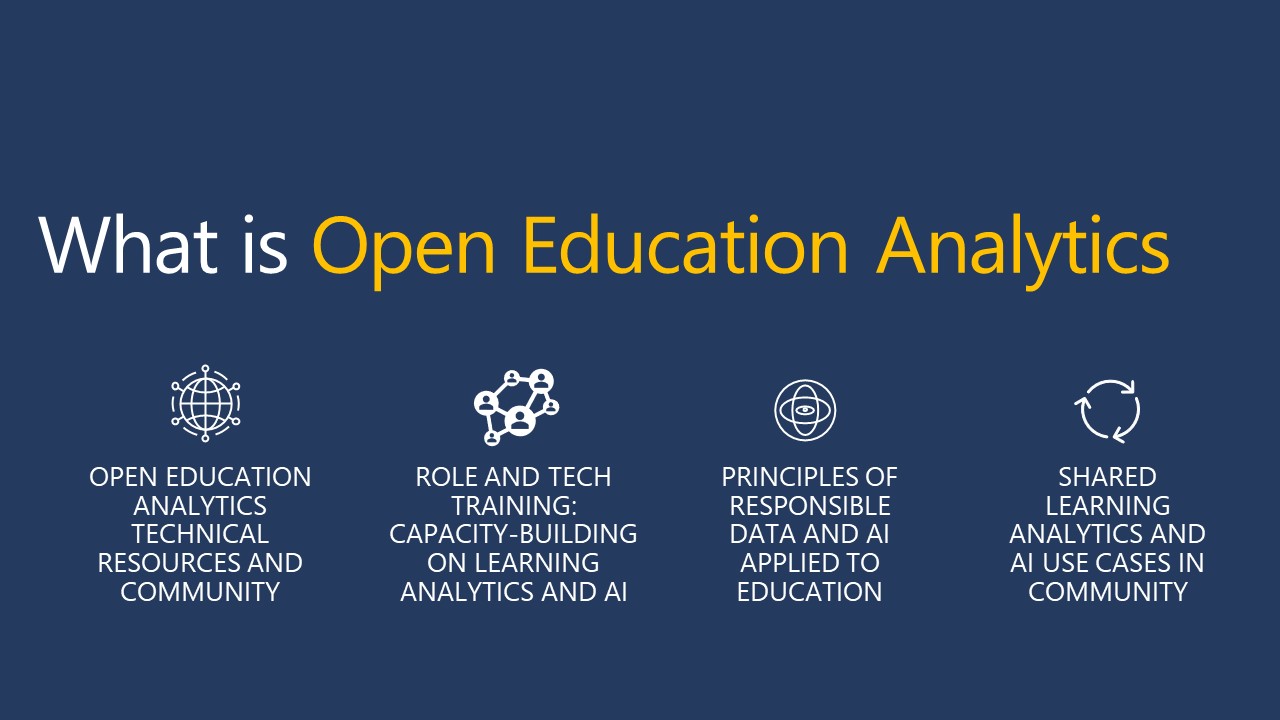 What is Open Education Analytics
OPEN EDUCATION
ANALYTICS
TECHNICAL
RESOURCES AND
COMMUNITY
ROLE AND TECH
TRAINING:
CAPACITY-BUILDING
ON LEARNING
ANALYTICS AND AI
PRINCIPLES OF
RESPONSIBLE
DATA AND AI
APPLIED TO
EDUCATION
SHARED
LEARNING
ANALYTICS AND
AI USE CASES IN
COMMUNITY